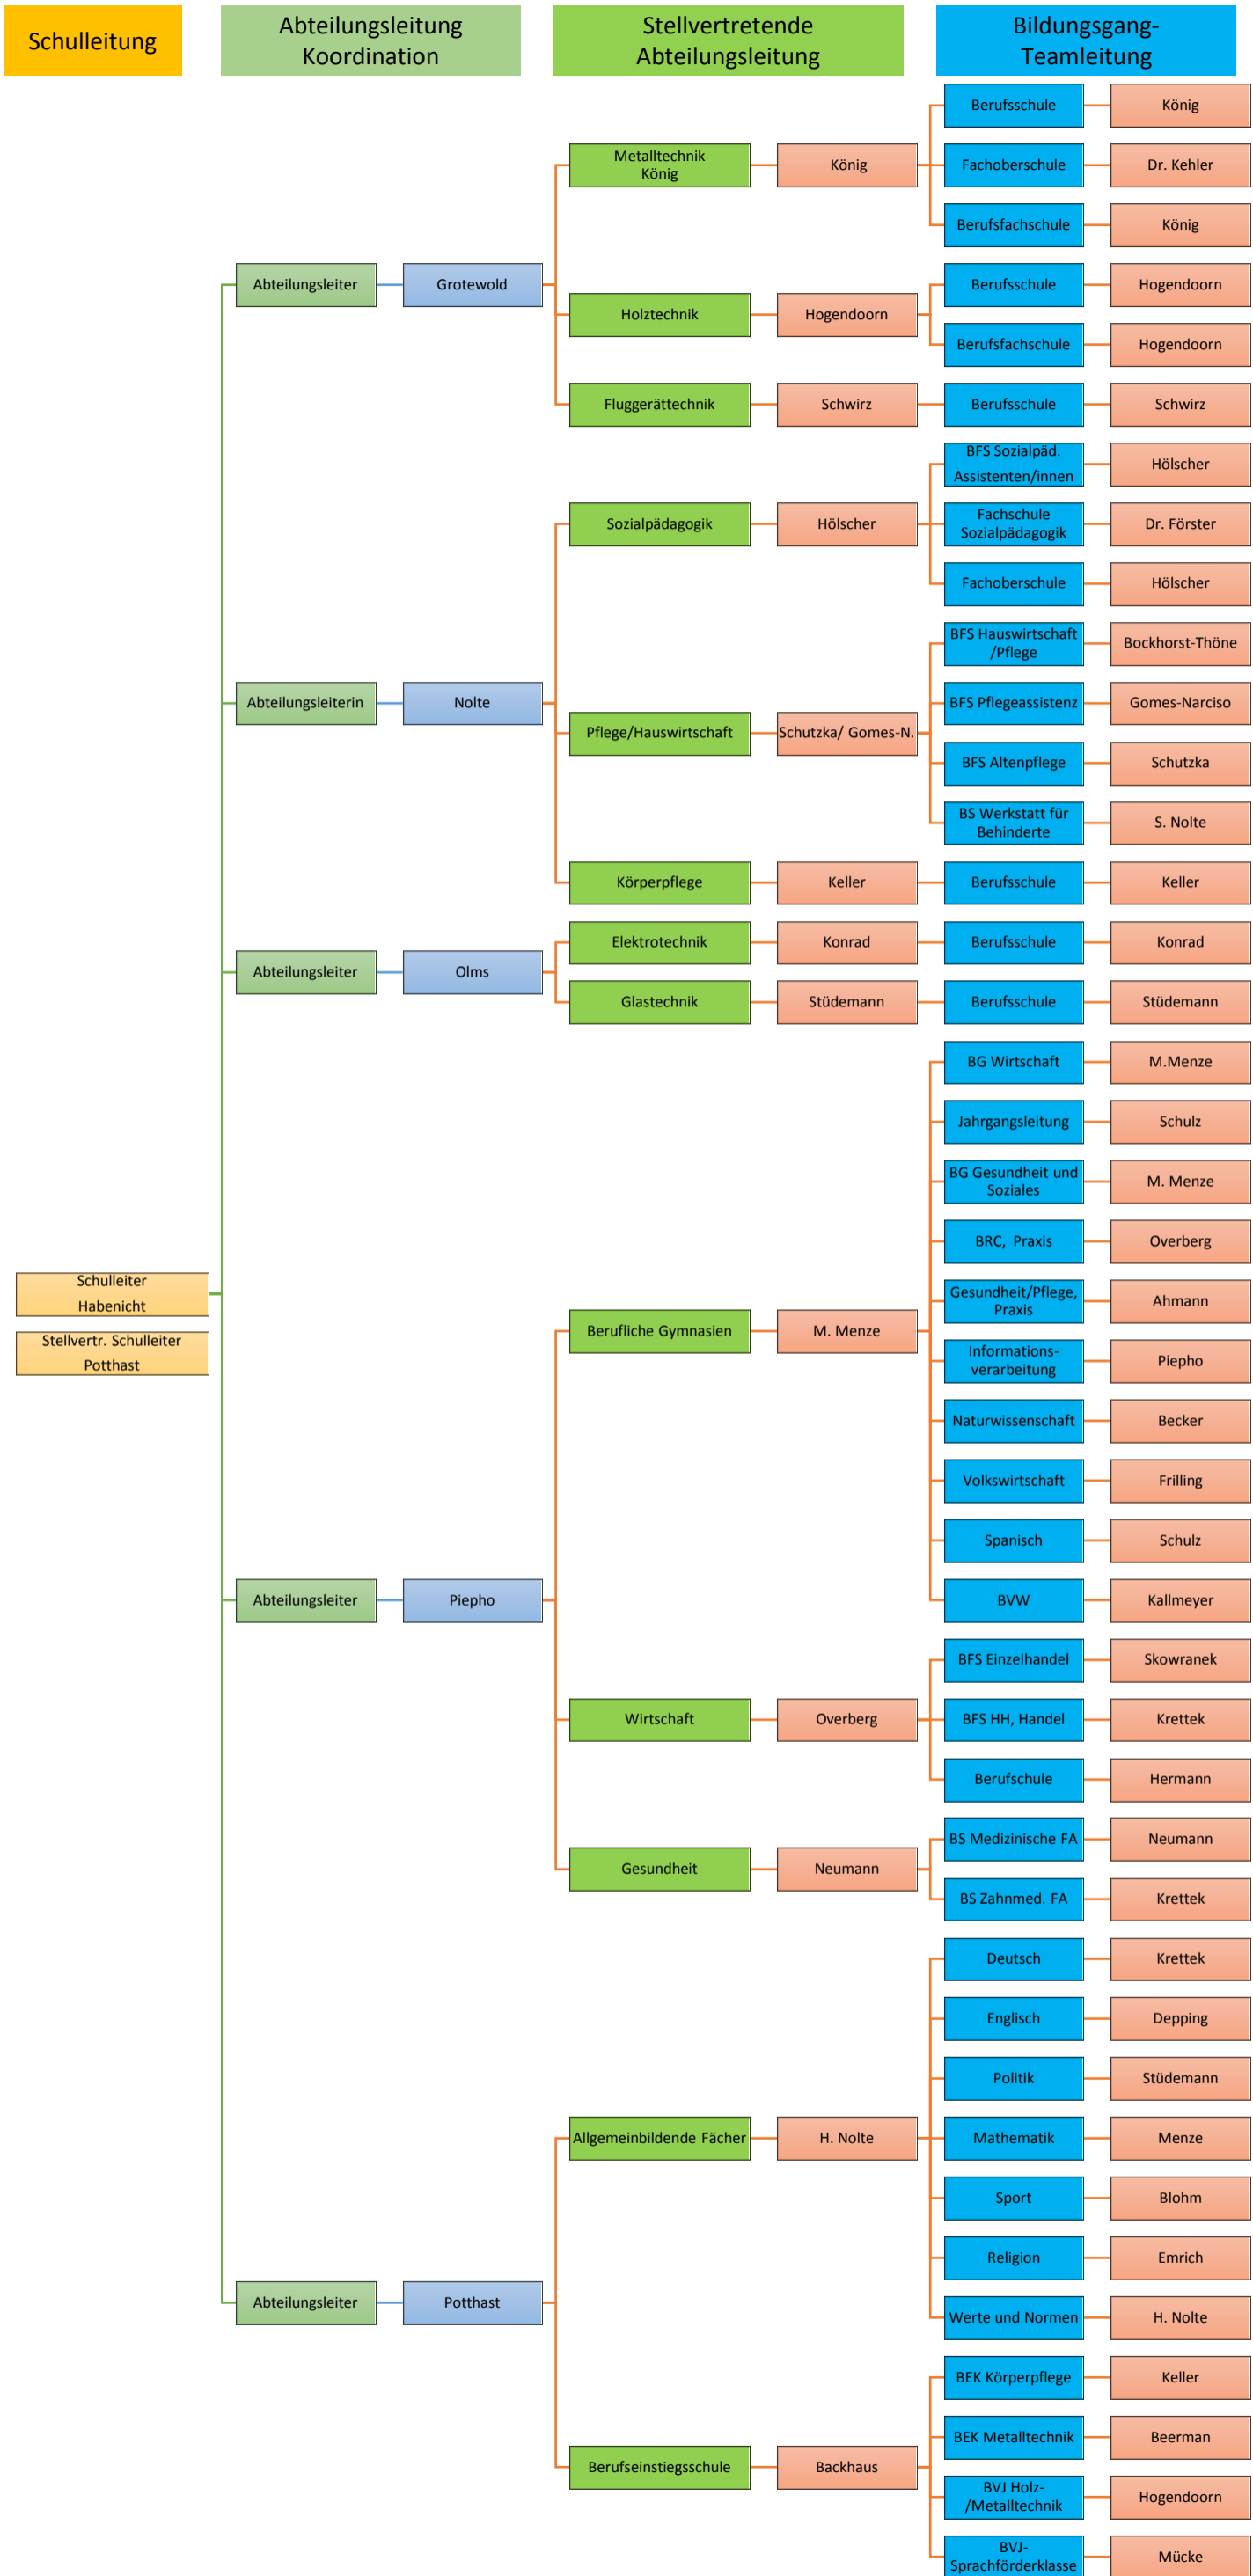 Schulleitung
Abteilungsleitung
Koordination
Stellvertretende
Abteilungsleitung
Bildungsgang-
Teamleitung
Berufsschule
König
Metalltechnik
König
König
Fachoberschule
Dr. Kehler
Berufsfachschule
König
Abteilungsleiter
Grotewold
Holztechnik
Hogendoorn
Berufsschule
Hogendoorn
Berufsfachschule
Hogendoorn
Fluggerättechnik
Schwirz
Berufsschule
Schwirz
BFS Sozialpäd.
Assistenten/innen
Hölscher
Sozialpädagogik
Hölscher
Fachschule
Sozialpädagogik
Dr. Förster
Fachoberschule
Hölscher
BFS Hauswirtschaft
/Pflege
Bockhorst-Thöne
Abteilungsleiterin
Nolte
Pflege/Hauswirtschaft
Schutzka/ Gomes-N.
BFS Pflegeassistenz
Gomes-Narciso
BFS Altenpflege
Schutzka
BS Werkstatt für
Behinderte
S. Nolte
Körperpflege
Keller
Berufsschule
Keller
Abteilungsleiter
Olms
Elektrotechnik
Konrad
Berufsschule
Konrad
Glastechnik
Stüdemann
Berufsschule
Stüdemann
BG Wirtschaft
M.Menze
Jahrgangsleitung
Schulz
BG Gesundheit und
Soziales
M. Menze
BRC, Praxis
Overberg
Schulleiter
Habenicht
Stellvertr. Schulleiter
Potthast
Berufliche Gymnasien
M. Menze
Gesundheit/Pflege,
Praxis
Ahmann
Informations-
verarbeitung
Piepho
Naturwissenschaft
Becker
Volkswirtschaft
Frilling
Spanisch
Schulz
Abteilungsleiter
Piepho
BVW
Kallmeyer
BFS Einzelhandel
Skowranek
Wirtschaft
Overberg
BFS HH, Handel
Krettek
Berufschule
Hermann
Gesundheit
Neumann
BS Medizinische FA
Neumann
BS Zahnmed. FA
Krettek
Deutsch
Krettek
Englisch
Depping
Politik
Stüdemann
Allgemeinbildende Fächer
H. Nolte
Mathematik
Menze
Sport
Blohm
Religion
Emrich
Abteilungsleiter
Potthast
Werte und Normen
H. Nolte
BEK Körperpflege
Keller
BEK Metalltechnik
Beerman
Berufseinstiegsschule
Backhaus
BVJ Holz-
/Metalltechnik
Hogendoorn
BVJ-
Sprachförderklasse
Mücke